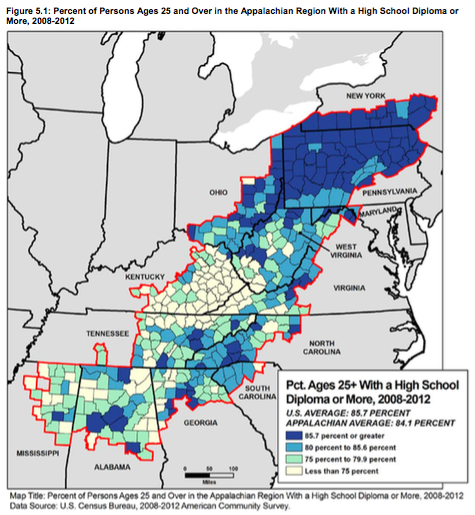 Figure 5.1: Percent of Persons Ages 25 and Over in the Appalachian Region With a High School Diploma or
More, 2008-2012
NEW YORK
PENNSYLVANIA
OHIO
MARYLAND
WEST
VIRGINIA
KENTUCKY
VIRGINIA
TENNESSEE
NORTH
CAROLINA
SOUTH
CAROLINA
GEORGIA
MISSISSIPPI
ALABAMA
Pct. Ages 25+ With a High School
Diploma or More, 2008-2012
U.S. AVERAGE: 85.7 PERCENT
APPALACHIAN AVERAGE: 84.1 PERCENT
85.7 percent or greater
80 percent to 85.6 percent
75 percent to 79.9 percent
Less than 75 percent
0 50 100
Miles
Map Title: Percent of Persons Ages 25 and Over in the Appalachian Region With a High School Diploma or More, 2008-2012
Data Source: U.S. Census Bureau, 2008-2012 American Community Survey.